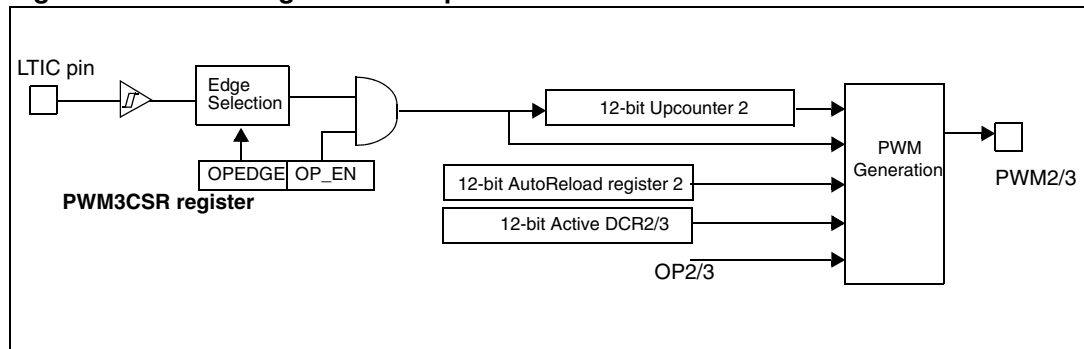 LTIC pin
Edge
Selection
OPEDGE
OP_EN
PWM3CSR register
12-bit Upcounter 2
12-bit AutoReload register 2
12-bit Active DCR2/3
OP2/3
PWM
Generation
PWM2/3